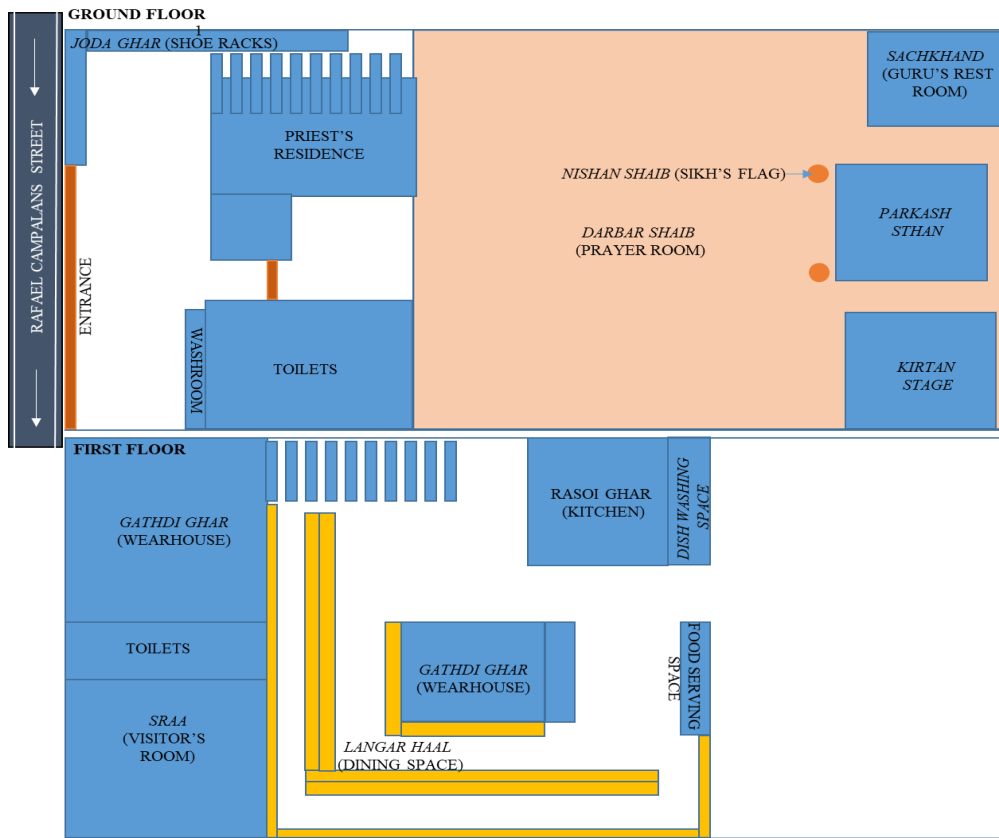 GROUND FLOOR
1
JODA GHAR (SHOE RACKS)
SACHKHAND
(GURU'S REST
ROOM)
PRIEST'S
RESIDENCE
NISHAN SHAIB (SIKH'S FLAG)
PARKASH
STHAN
DARBAR SHAIB
(PRAYER ROOM)
RAFAEL CAMPALANS STREET
ENTRANCE
WASHROOM
TOILETS
KIRTAN
STAGE
FIRST FLOOR
GATHDI GHAR
(WEARHOUSE)
RASOI GHAR
(KITCHEN)
DISH WASHING
SPACE
TOILETS
GATHDI GHAR
(WEARHOUSE)
FOOD SERVING
SPACE
SRAA
(VISITOR'S
ROOM)
LANGAR HAAL
(DINING SPACE)